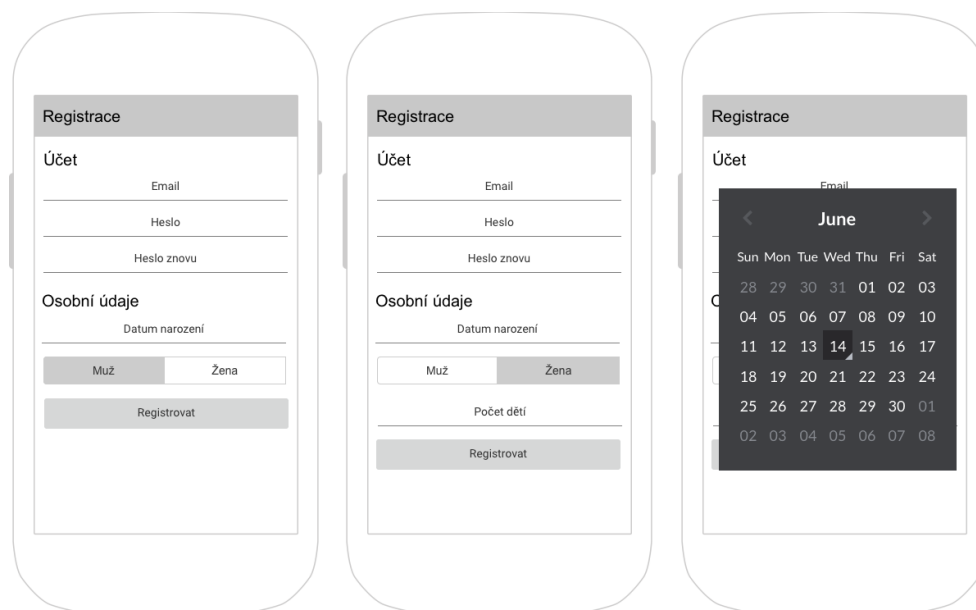 Registrace
Účet
Email
Heslo
Heslo znovu
Osobní údaje
Datum narození
Muž Žena
Registrovat
Registrace
Účet
Email
Heslo
Heslo znovu
Osobní údaje
Datum narození
Muž Žena
Počet dětí
Registrovat
Registrace
Účet
Email
June
Sun Mon Tue Wed Thu Fri Sat
28 29 30 31 01 02 03
04 05 06 07 08 09 10
11 12 13 14 15 16 17
18 19 20 21 22 23 24
25 26 27 28 29 30 01
02 03 04 05 06 07 08